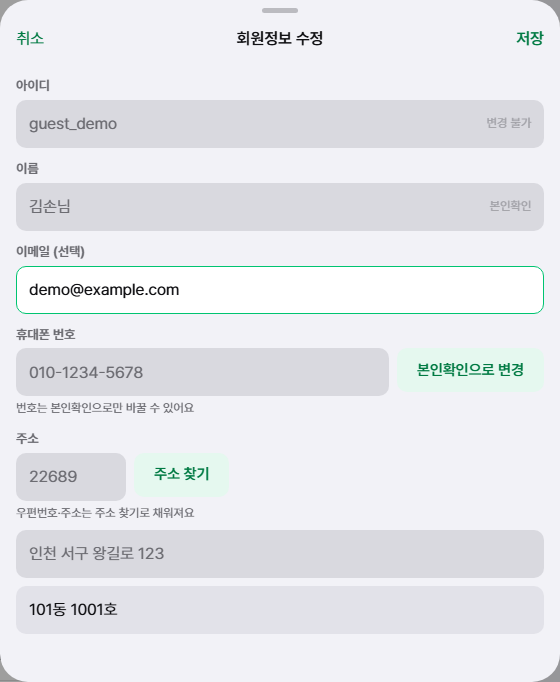 취소 회원정보 수정 저장
아이디
guest_demo 변경 불가
이름
김손님 본인확인
이메일 (선택)
demo@example.com
휴대폰 번호
010-1234-5678 본인확인으로 변경
번호는 본인확인으로만 바꿀 수 있어요
주소
22689 주소 찾기
우편번호·주소는 주소 찾기로 채워져요
인천 서구 왕길로 123
101동 1001호